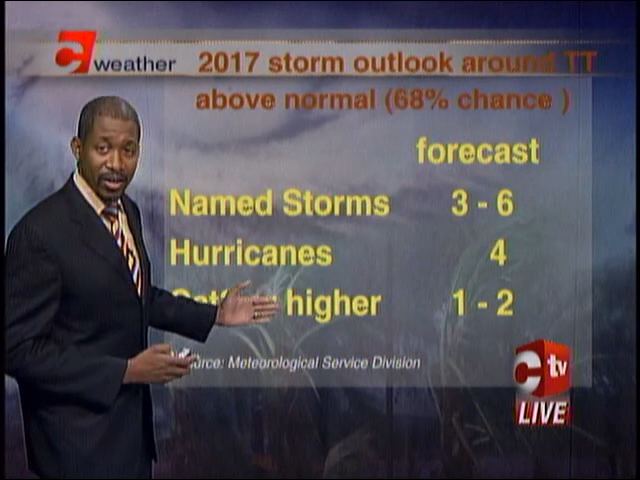 C weather 2017 storm outlook around TT
above normal (68% chance )
forecast
Named Storms 3 - 6
Hurricanes 4
higher 1 - 2
Meteorological Service Division
C tv
LIVE